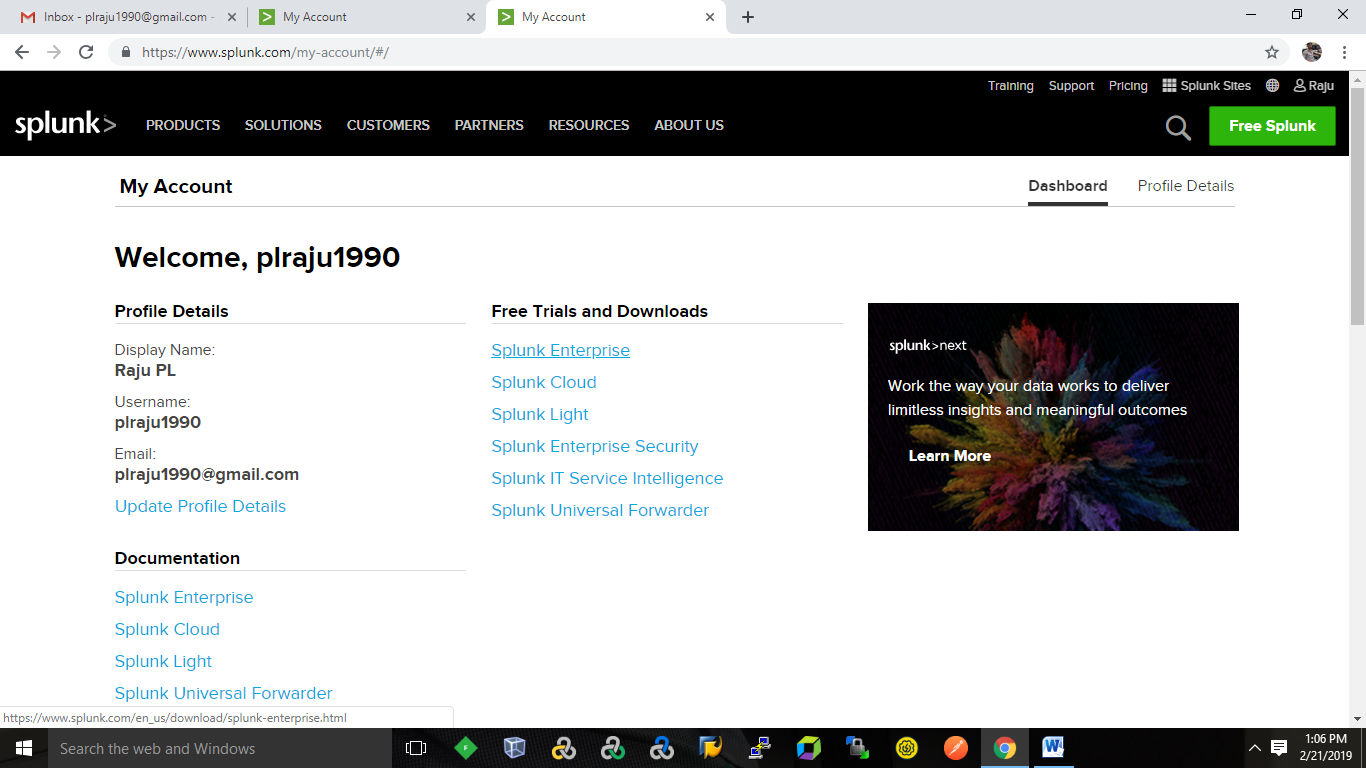 Inbox - plraju1990@gmail.com -
My Account
My Account
https://www.splunk.com/my-account/#/
Training Support Pricing Splunk Sites Raju
splunk>
PRODUCTS SOLUTIONS CUSTOMERS PARTNERS RESOURCES ABOUT US
Free Splunk
My Account
Dashboard Profile Details
Welcome, plraju1990
Profile Details
Display Name:
Raju PL
Username:
plraju1990
Email:
plraju1990@gmail.com
Update Profile Details
Documentation
Splunk Enterprise
Splunk Cloud
Splunk Light
Splunk Universal Forwarder
Free Trials and Downloads
Splunk Enterprise
Splunk Cloud
Splunk Light
Splunk Enterprise Security
Splunk IT Service Intelligence
Splunk Universal Forwarder
splunk>next
Work the way your data works to deliver
limitless insights and meaningful outcomes
Learn More
https://www.splunk.com/en_us/download/splunk-enterprise.html
Search the web and Windows
1:06 PM
2/21/2019